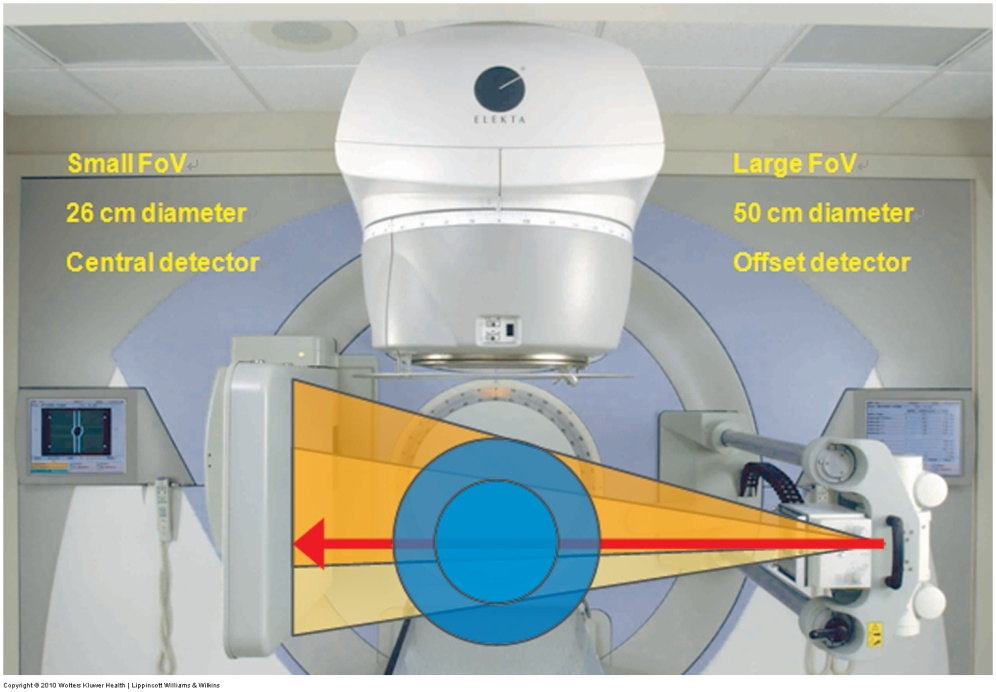 ELEKTA
Small FoV
26 cm diameter
Central detector
Large FoV
50 cm diameter
Offset detector
Copyright © 2010 Wolters Kluwer Health | Lippincott Williams & Wilkins